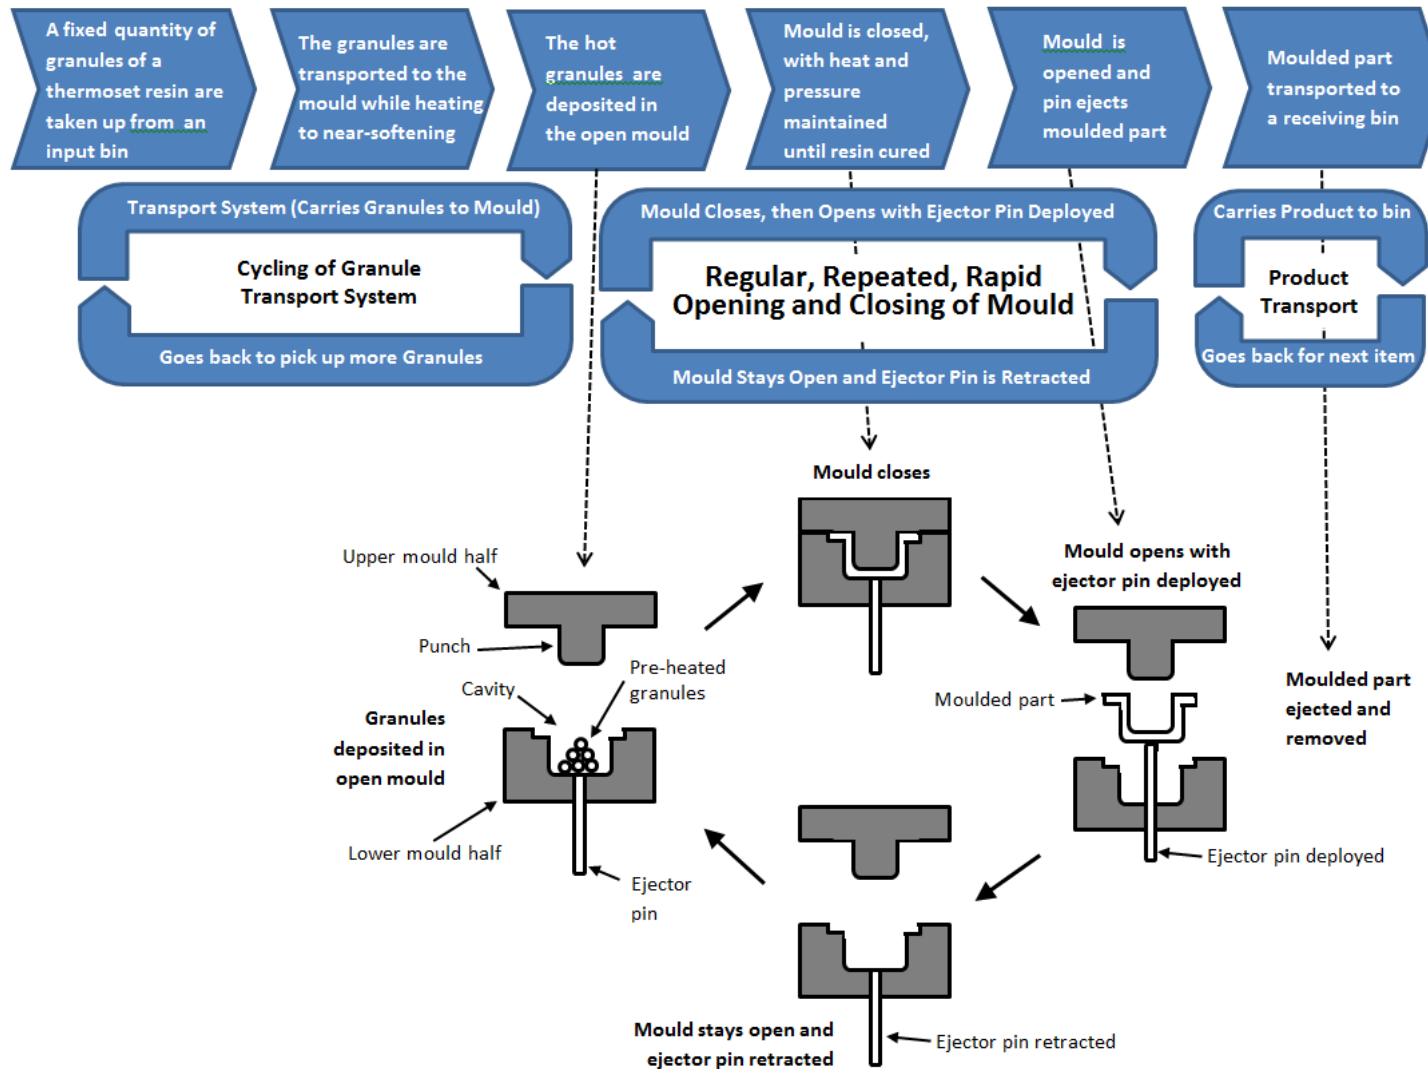 A fixed quantity of
granules of a
thermoset resin are
taken up from an
input bin
The granules are
transported to the
mould while heating
to near-softening
The hot
granules are
deposited in
the open mould
Mould is closed,
with heat and
pressure
maintained
until resin cured
Mould is
opened and
pin ejects
moulded part
Moulded part
transported to
a receiving bin
Transport System (Carries Granules to Mould)
Cycling of Granule
Transport System
Goes back to pick up more Granules
Mould Closes, then Opens with Ejector Pin Deployed
Regular, Repeated, Rapid
Opening and Closing of Mould
Mould Stays Open and Ejector Pin is Retracted
Carries Product to bin
Product
Transport
Goes back for next item
Mould closes
Upper mould half
Punch
Cavity
Pre-heated
granules
Granules
deposited in
open mould
Lower mould half
Ejector
pin
Mould opens with
ejector pin deployed
Moulded part
Ejector pin deployed
Moulded part
ejected and
removed
Mould stays open and
ejector pin retracted
Ejector pin retracted